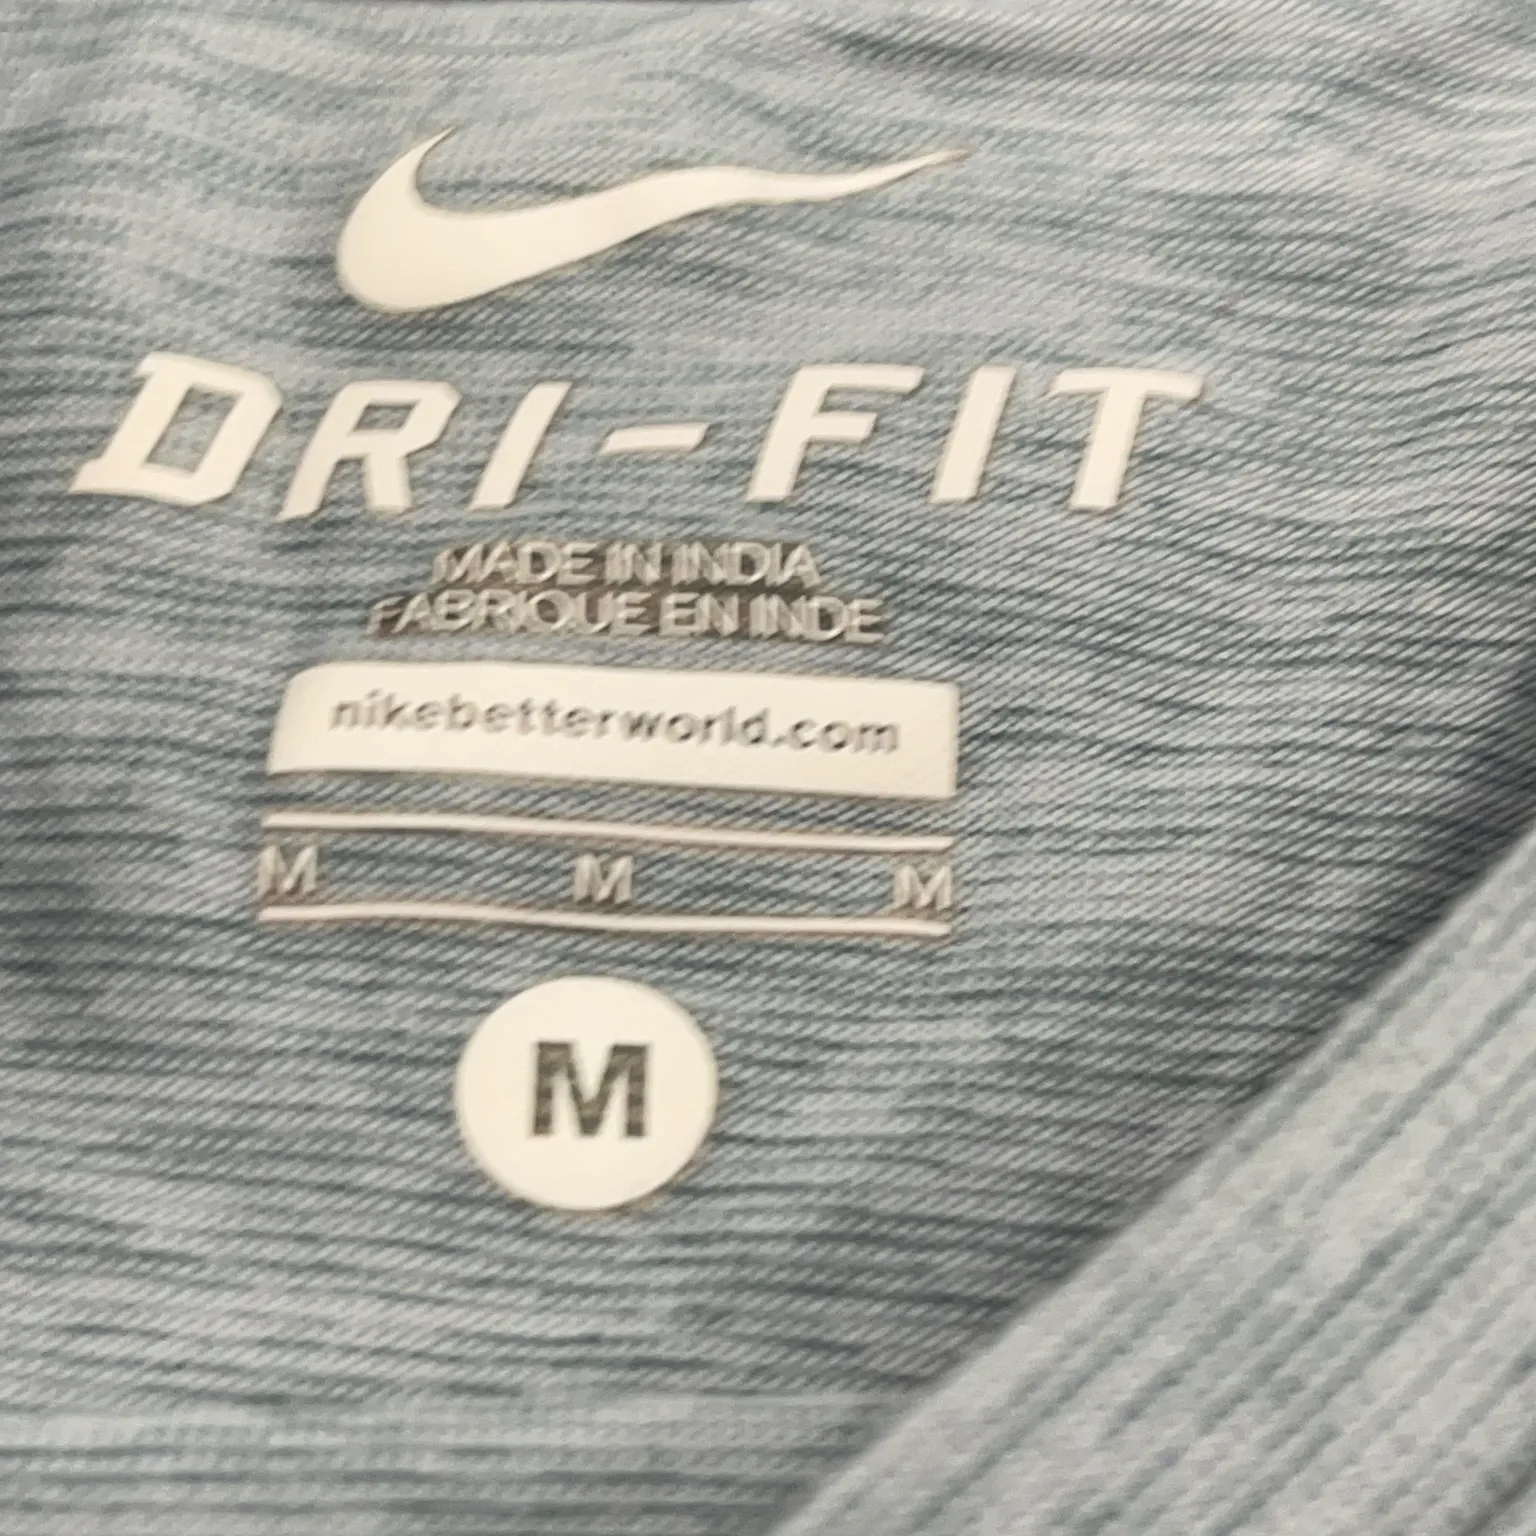 DRI-FIT
MADE IN INDIA
FABRIQUE EN INDE
nikebetterworld.com
M M M
M